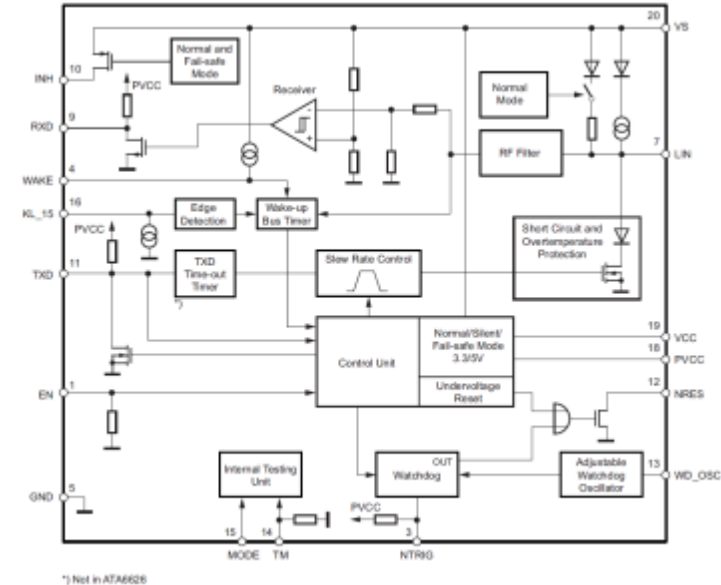 20
VS
Normal and
Fail-safe
Mode
10
INH
PVCC
Receiver
9
RXD
Normal
Mode
-
+
RF Filter
7
LIN
4
WAKE
16
KL_15
Edge
Detection
Wake-up
Bus Timer
PVCC
Short Circuit and
Overtemperature
Protection
11
TXD
TXD
Time-out
Timer
*)
Slew Rate Control
Control Unit
Normal/Silent/
Fail-safe Mode
3.3/5V
19
VCC
18
PVCC
Undervoltage
Reset
12
NRES
1
EN
OUT
Watchdog
Internal Testing
Unit
Adjustable
Watchdog
Oscillator
13
WD_OSC
5
GND
PVCC
15
14
3
MODE
TM
NTRIG
*) Not in ATA6626